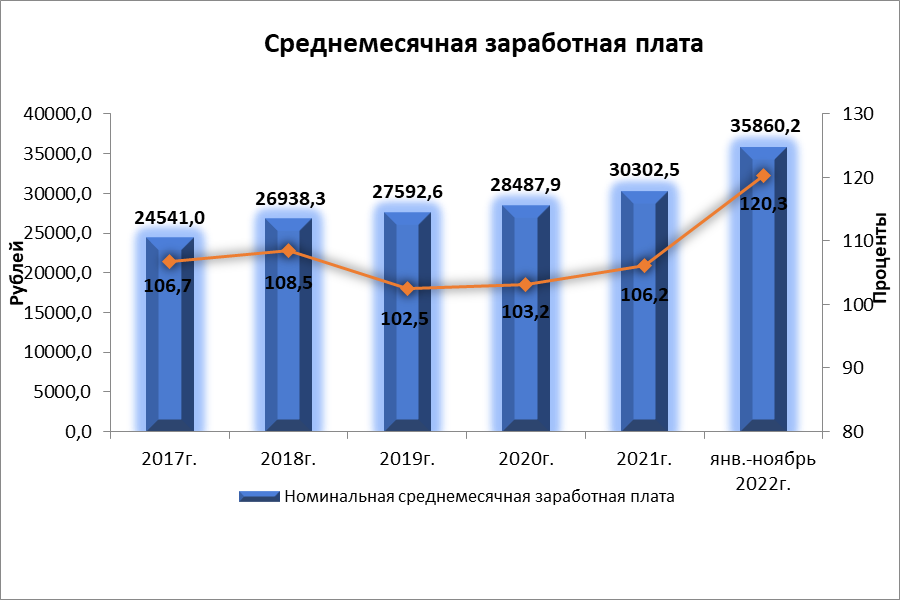 Среднемесячная заработная плата
40000,0
35000,0
30000,0
25000,0
20000,0
15000,0
10000,0
5000,0
0,0
Рублей
24541,0
26938,3
27592,6
28487,9
30302,5
35860,2
106,7
108,5
102,5
103,2
106,2
120,3
130
120
110
100
90
80
Проценты
2017г.
2018г.
2019г.
2020г.
2021г.
янв.-ноябрь
2022г.
Номинальная среднемесячная заработная плата